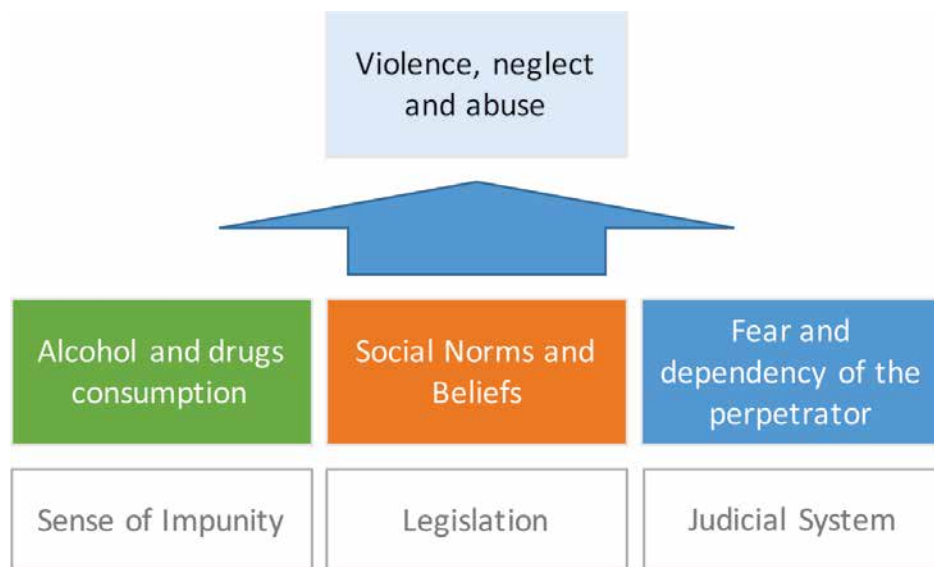 Violence, neglect
and abuse
Alcohol and drugs
consumption
Social Norms and
Beliefs
Fear and
dependency of the
perpetrator
Sense of Impunity
Legislation
Judicial System